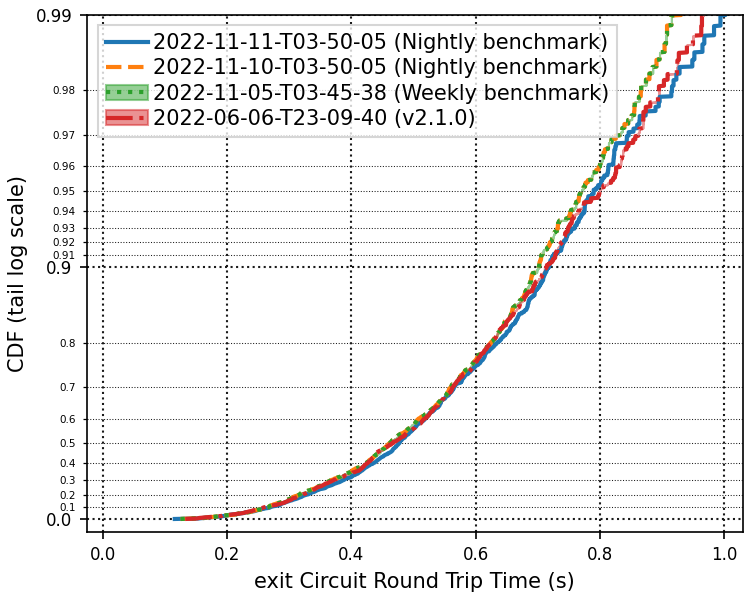 0.99
2022-11-11-T03-50-05 (Nightly benchmark)
2022-11-10-T03-50-05 (Nightly benchmark)
2022-11-05-T03-45-38 (Weekly benchmark)
2022-06-06-T23-09-40 (v2.1.0)
0.98
0.97
0.96
0.95
0.94
0.93
0.92
0.91
0.9
0.8
0.7
0.6
0.5
0.4
0.3
0.2
0.1
0.0
CDF (tail log scale)
0.0 0.2 0.4 0.6 0.8 1.0
exit Circuit Round Trip Time (s)